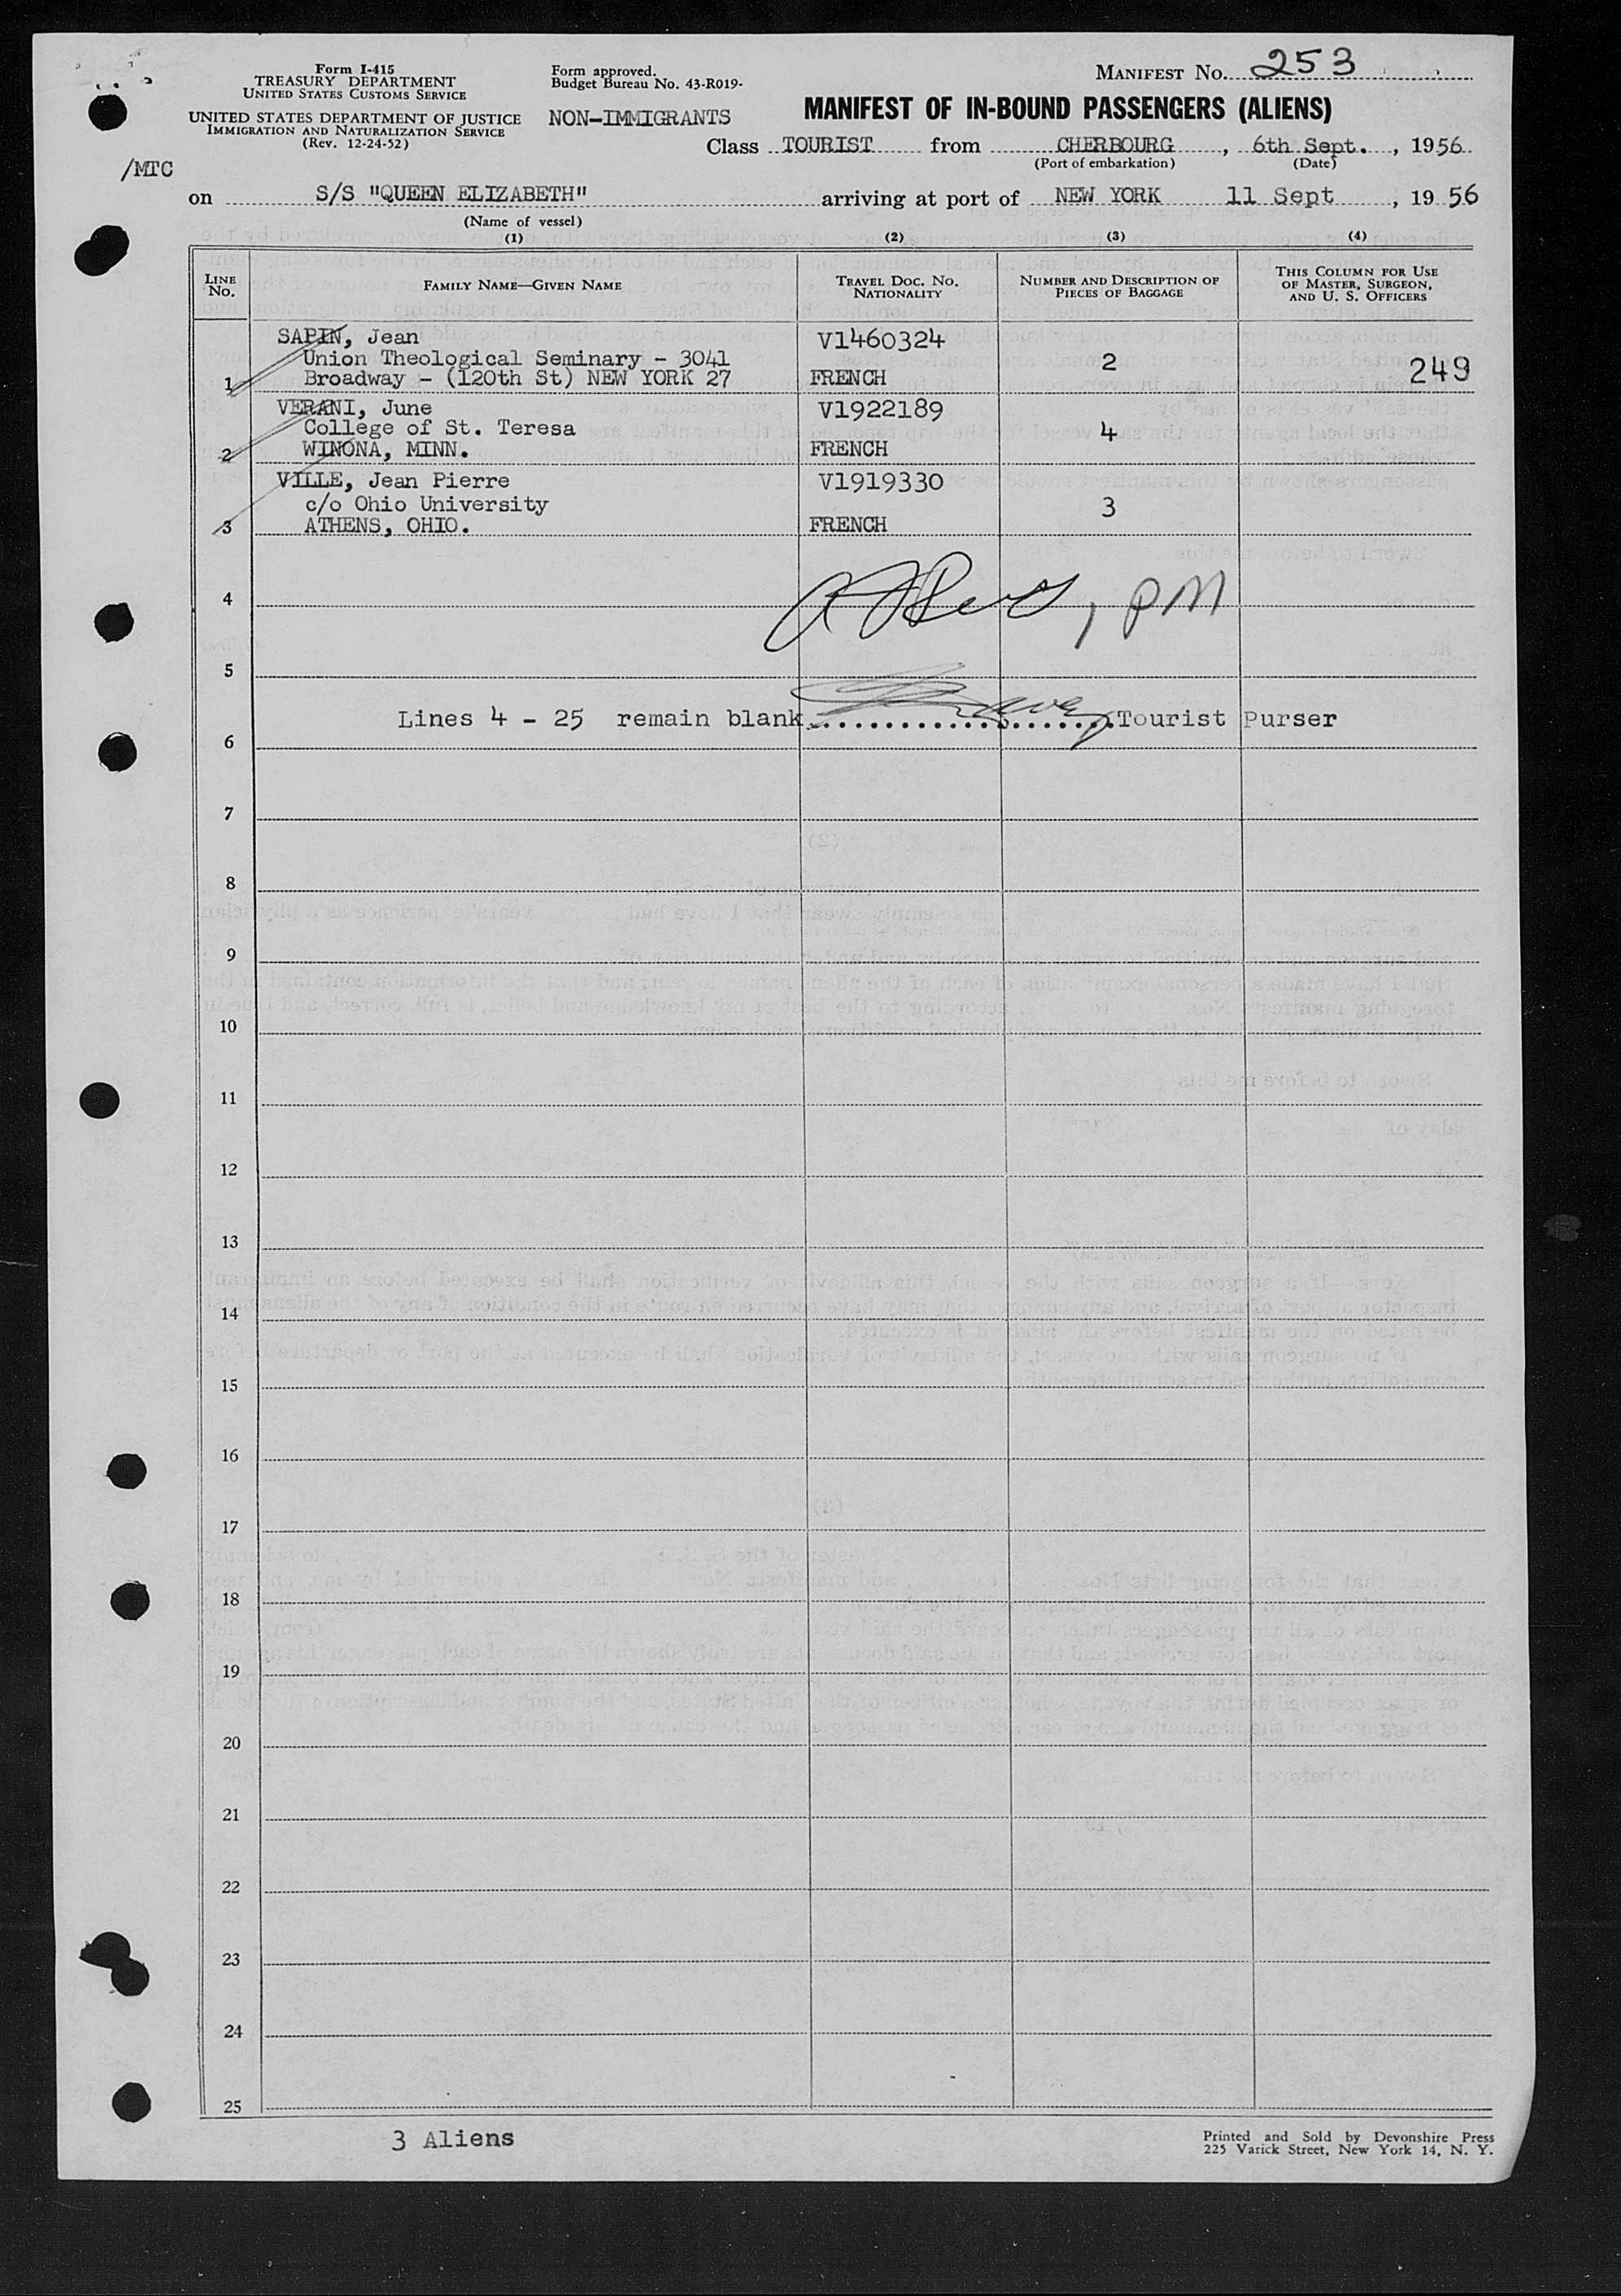 Form I-415
TREASURY DEPARTMENT
UNITED STATES CUSTOMS SERVICE
UNITED STATES DEPARTMENT OF JUSTICE
IMMIGRATION AND NATURALIZATION SERVICE
(Rev. 12-24-52)
/MTC
Form approved.
Budget Bureau No. 43-R019-
NON-IMMIGRANTS
MANIFEST NO. 253
MANIFEST OF IN-BOUND PASSENGERS (ALIENS)
Class TOURIST from CHERBOURG, 6th Sept., 1956
(Port of embarkation) (Date)
on S/S "QUEEN ELIZABETH" arriving at port of NEW YORK 11 Sept, 1956
(Name of vessel)
(1) (2) (3) (4)
LINE No. FAMILY NAME—GIVEN NAME TRAVEL DOC. NO. NATIONALITY NUMBER AND DESCRIPTION OF PIECES OF BAGGAGE THIS COLUMN FOR USE OF MASTER, SURGEON, AND U. S. OFFICERS
SAPIN, Jean V1460324
Union Theological Seminary - 3041 2 249
1 Broadway - (120th St) NEW YORK 27 FRENCH
VERANI, June V1922189
College of St. Teresa 4
2 WINONA, MINN. FRENCH
VILLE, Jean Pierre V1919330
c/o Ohio University 3
3 ATHENS, OHIO. FRENCH
4 , PM
5
Lines 4 - 25 remain blank Tourist Purser
6
7
8
9
10
11
12
13
14
15
16
17
18
19
20
21
22
23
24
25
3 Aliens
Printed and Sold by Devonshire Press
225 Varick Street, New York 14, N. Y.